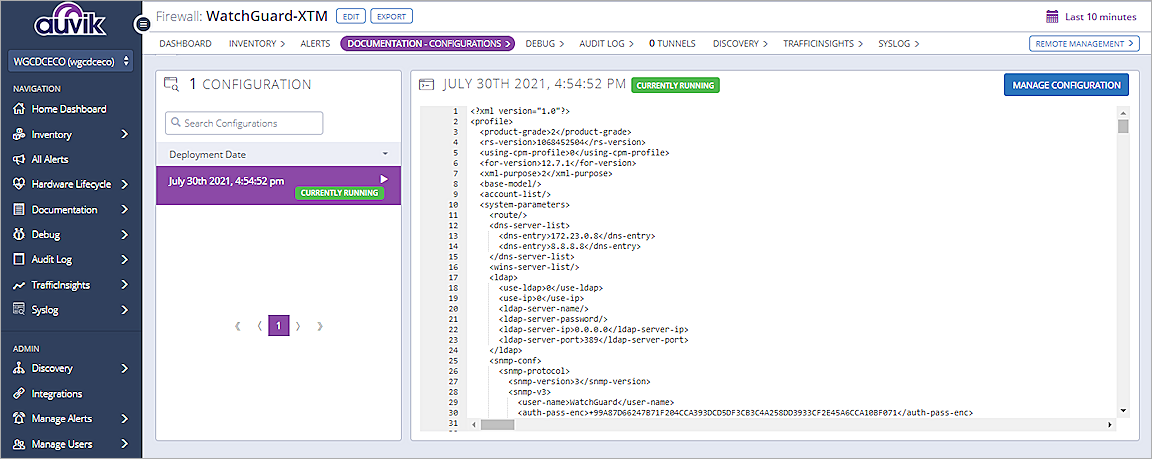 auvik
Firewall: WatchGuard-XTM EDIT EXPORT
Last 10 minutes
DASHBOARD INVENTORY ALERTS DOCUMENTATION - CONFIGURATIONS DEBUG AUDIT LOG 0 TUNNELS DISCOVERY TRAFFICINSIGHTS SYSLOG REMOTE MANAGEMENT
WGCDCECO (wgcdceco)
NAVIGATION
Home Dashboard
Inventory
All Alerts
Hardware Lifecycle
Documentation
Debug
Audit Log
TrafficInsights
Syslog
ADMIN
Discovery
Integrations
Manage Alerts
Manage Users
1 CONFIGURATION
Search Configurations
Deployment Date
July 30th 2021, 4:54:52 pm
CURRENTLY RUNNING
1
JULY 30TH 2021, 4:54:52 PM CURRENTLY RUNNING
MANAGE CONFIGURATION
1 <?xml version="1.0"?>
2 <profile>
3 <product-grade>2</product-grade>
4 <rs-version>1068452504</rs-version>
5 <using-cpm-profile>0</using-cpm-profile>
6 <for-version>12.7.1</for-version>
7 <xml-purpose>2</xml-purpose>
8 <base-model/>
9 <account-list/>
10 <system-parameters>
11 <route/>
12 <dns-server-list>
13 <dns-entry>172.23.0.8</dns-entry>
14 <dns-entry>8.8.8.8</dns-entry>
15 </dns-server-list>
16 <wins-server-list/>
17 <ldap>
18 <use-ldap>0</use-ldap>
19 <use-ip>0</use-ip>
20 <ldap-server-name/>
21 <ldap-server-password/>
22 <ldap-server-ip>0.0.0.0</ldap-server-ip>
23 <ldap-server-port>389</ldap-server-port>
24 </ldap>
25 <snmp-conf>
26 <snmp-protocol>
27 <snmp-version>3</snmp-version>
28 <snmp-v3>
29 <user-name>WatchGuard</user-name>
30 <auth-pass-enc>+99A87D66247B71F204CCA393DCD5DF3CB3C4A258DD3933CF2E45A6CCA10BF071</auth-pass-enc>
31